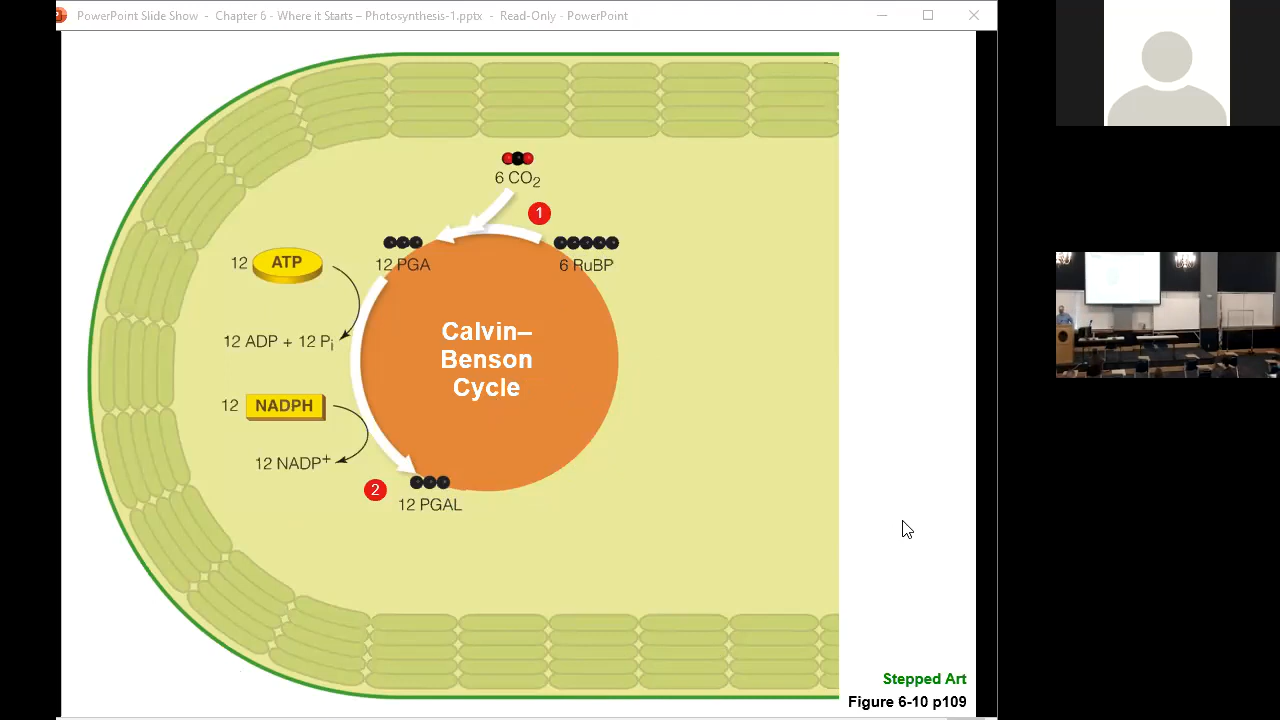 PowerPoint Slide Show - Chapter 6 - Where it Starts – Photosynthesis-1.pptx - Read-Only - PowerPoint
6 CO2
1
12 PGA
6 RuBP
12 ATP
12 ADP + 12 Pi
Calvin–
Benson
Cycle
12 NADPH
12 NADP+
2
12 PGAL
Stepped Art
Figure 6-10 p109